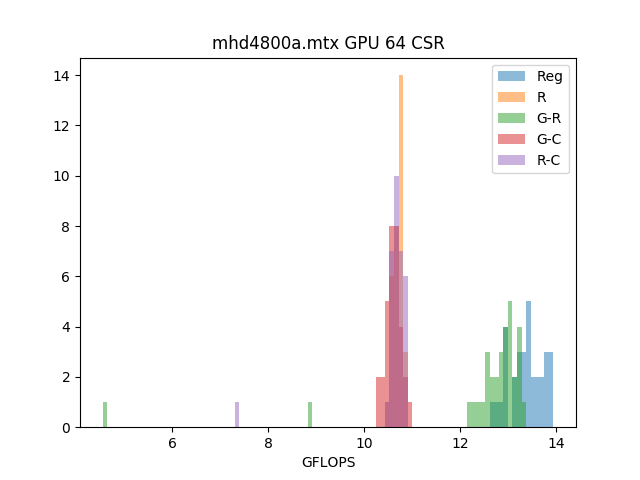 mhd4800a.mtx GPU 64 CSR
14
12
10
8
6
4
2
0
Reg
R
G-R
G-C
R-C
6 8 10 12 14
GFLOPS